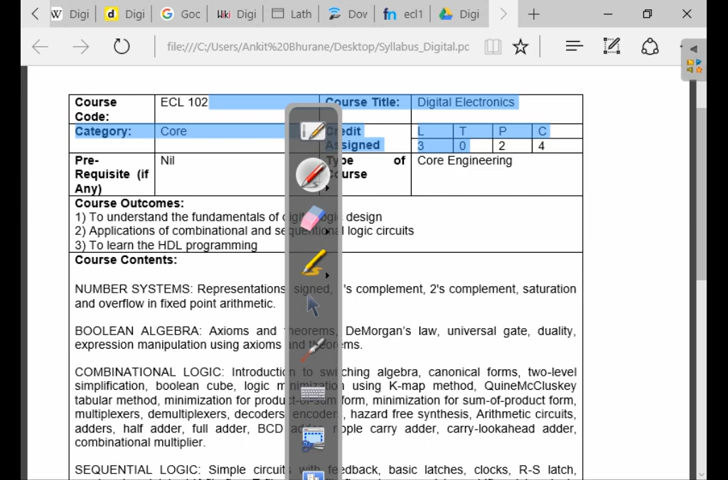 Digi
Digi
Goc
Digi
Lath
Dov
ecl1
Digi
file:///C:/Users/Ankit%20Bhurane/Desktop/Syllabus_Digital.pc
Course Code: ECL 102 Course Title: Digital Electronics
Category: Core Credit Assigned L T P C
3 0 2 4
Pre-Requisite (if Any) Nil Type of Course Core Engineering
Course Outcomes:
1) To understand the fundamentals of design
2) Applications of combinational and logic circuits
3) To learn the HDL programming
Course Contents:
NUMBER SYSTEMS: Representations, signed, 's complement, 2's complement, saturation
and overflow in fixed point arithmetic.
BOOLEAN ALGEBRA: Axioms and theorems, DeMorgan's law, universal gate, duality,
expression manipulation using axioms and theorems.
COMBINATIONAL LOGIC: Introduction to switching algebra, canonical forms, two-level
simplification, boolean cube, logic minimization using K-map method, QuineMcCluskey
tabular method, minimization for product-of-sum form, minimization for sum-of-product form,
multiplexers, demultiplexers, decoders, encoder, hazard free synthesis, Arithmetic circuits,
adders, half adder, full adder, BCD adder, ripple carry adder, carry-lookahead adder,
combinational multiplier.
SEQUENTIAL LOGIC: Simple circuits with feedback, basic latches, clocks, R-S latch,